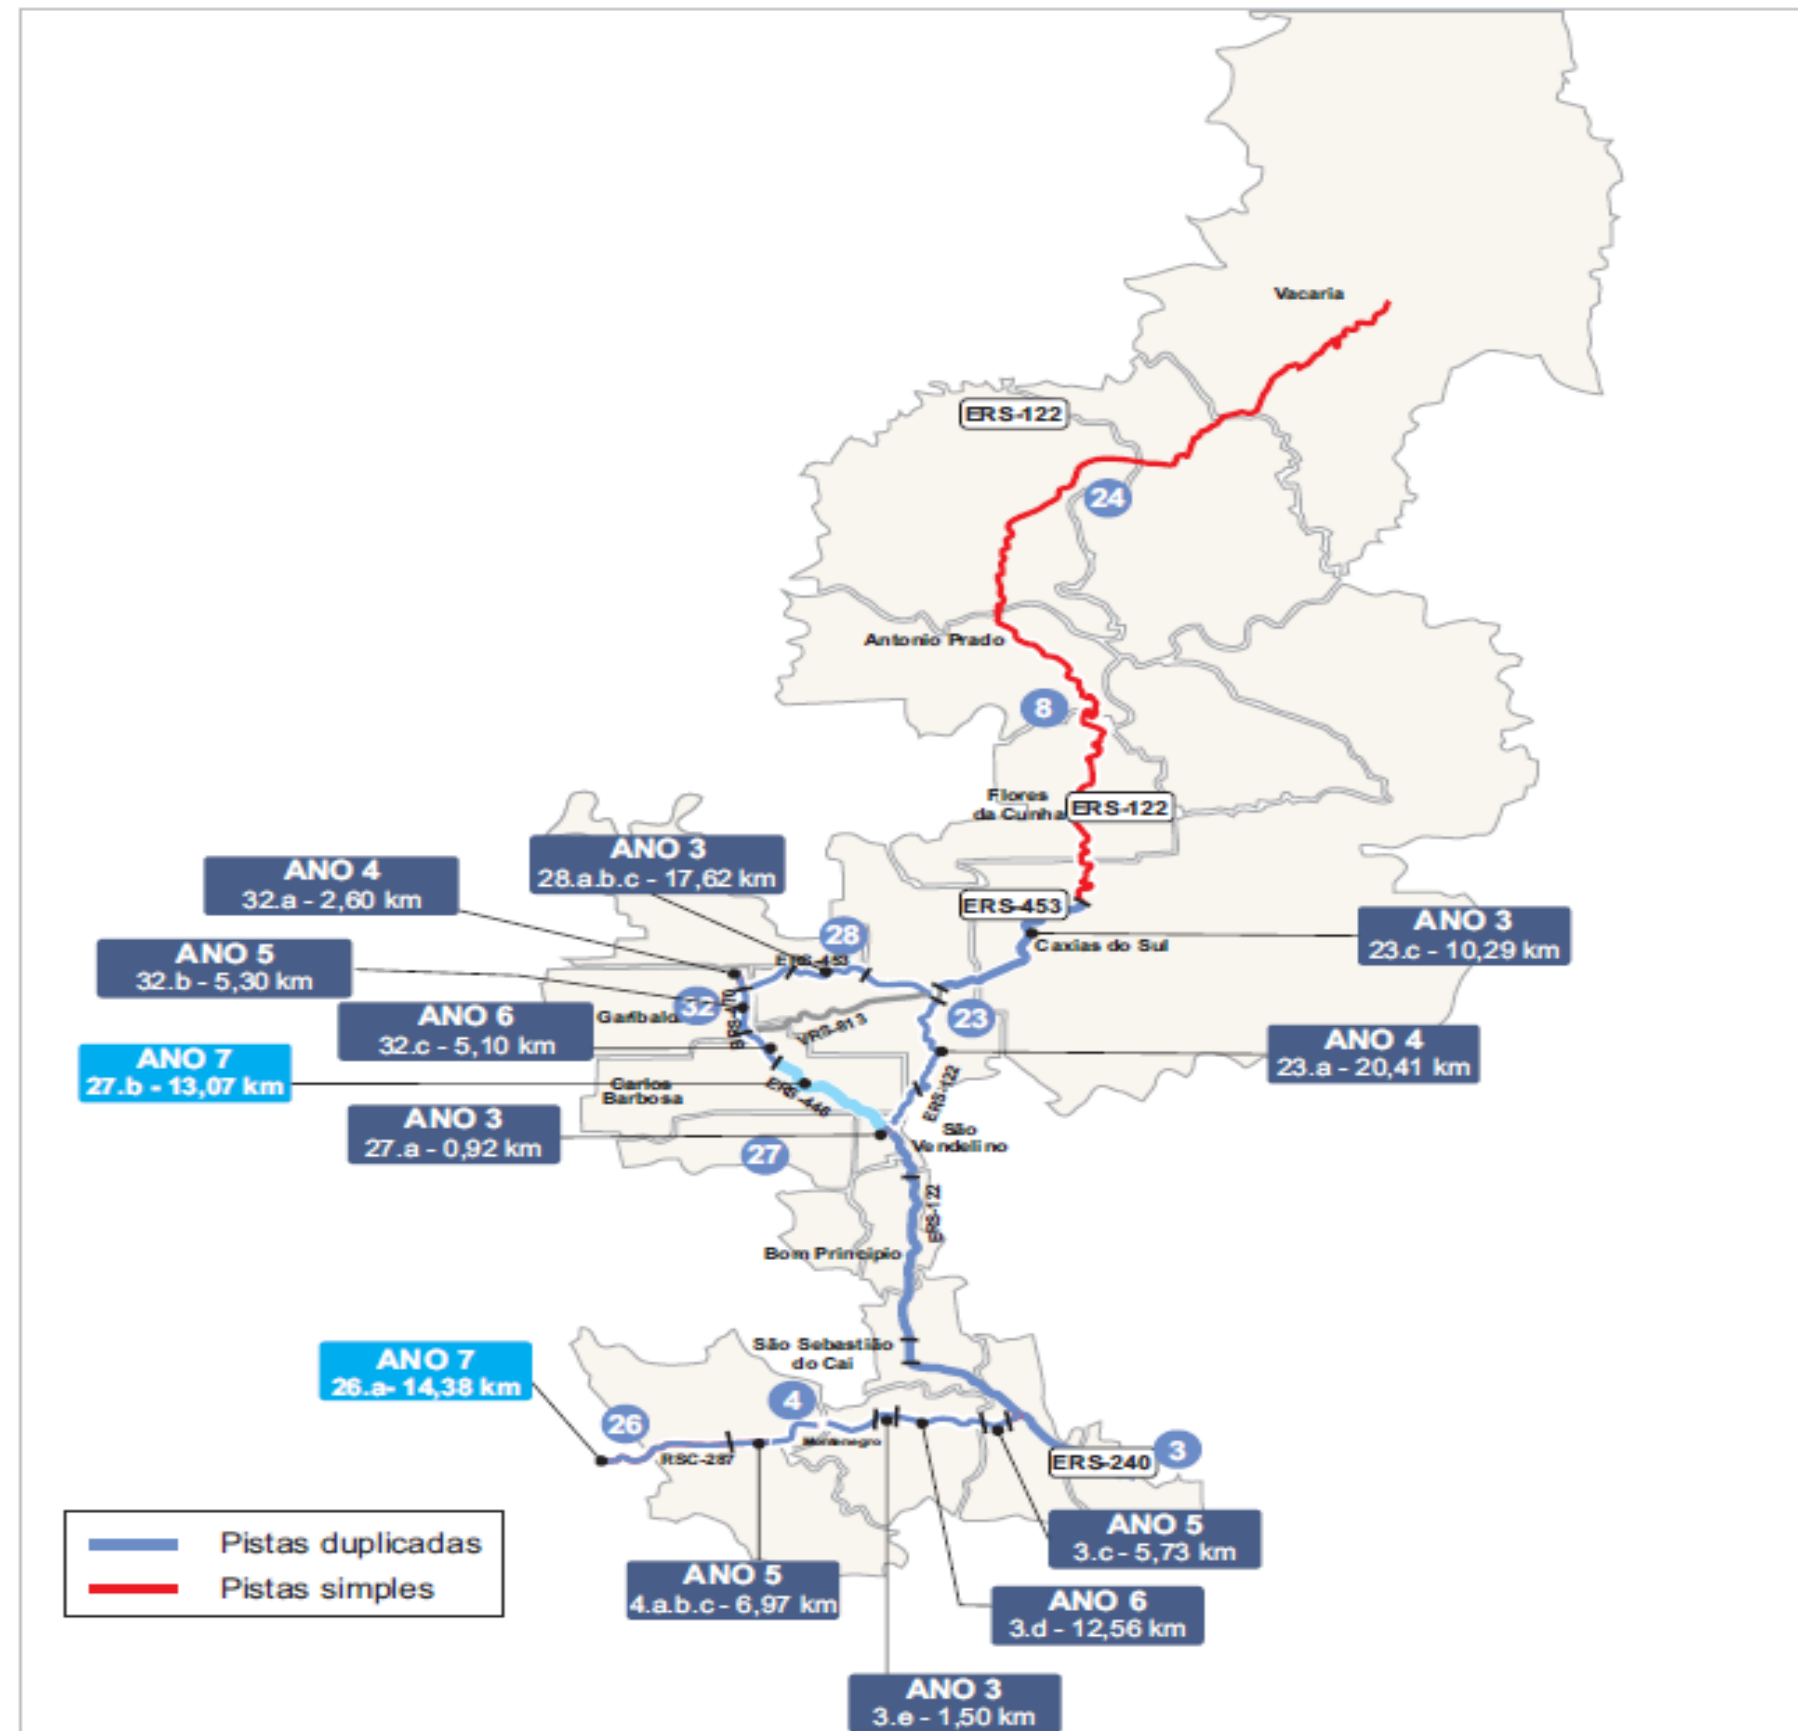 Vacaria
ERS-122
24
Antonio Prado
8
Flores
da Cunha
ERS-122
ANO 3
28.a.b.c - 17,62 km
ANO 4
32.a - 2,60 km
ERS-453
ANO 3
23.c - 10,29 km
28
Caxias do Sul
ANO 5
32.b - 5,30 km
ERS-453
32
23
ANO 6
32.c - 5,10 km
VRS-813
ANO 4
23.a - 20,41 km
ANO 7
27.b - 13,07 km
Carlos
Barbosa
ERS-446
ERS-122
ANO 3
27.a - 0,92 km
São
Vendelino
27
ERS-122
Bom Principio
São Sebastião
do Cai
ANO 7
26.a- 14,38 km
4
26
Montenegro
RSC-287
ERS-240
3
Pistas duplicadas
Pistas simples
ANO 5
3.c - 5,73 km
ANO 5
4.a.b.c - 6,97 km
ANO 6
3.d - 12,56 km
ANO 3
3.e - 1,50 km